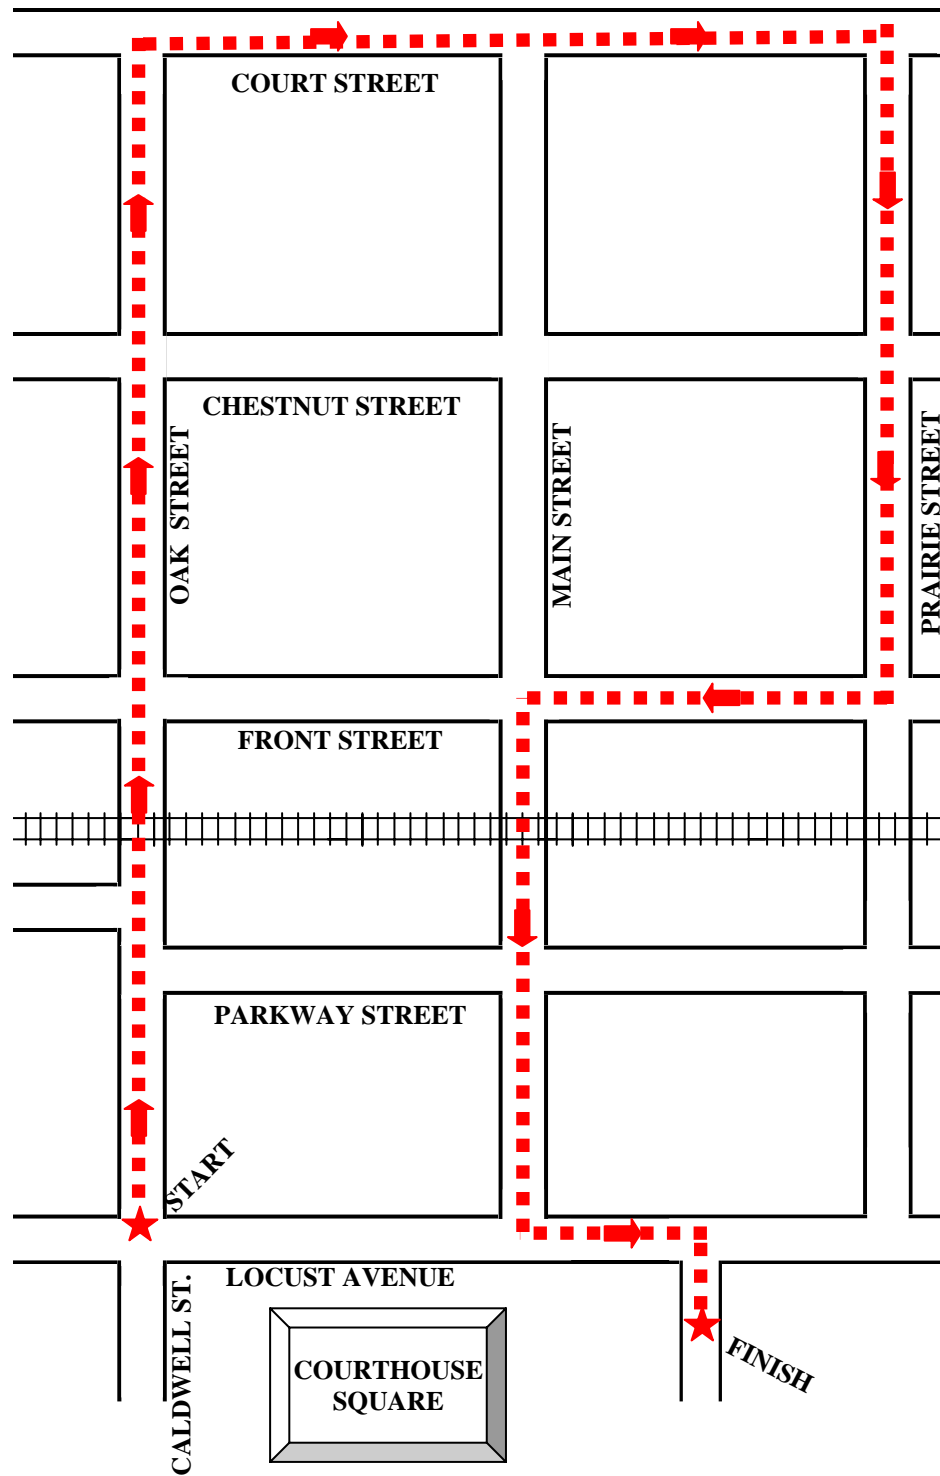 COURT STREET
CHESTNUT STREET
OAK STREET
MAIN STREET
PRAIRIE STREET
FRONT STREET
PARKWAY STREET
START
LOCUST AVENUE
CALDWELL ST.
COURTHOUSE
SQUARE
FINISH